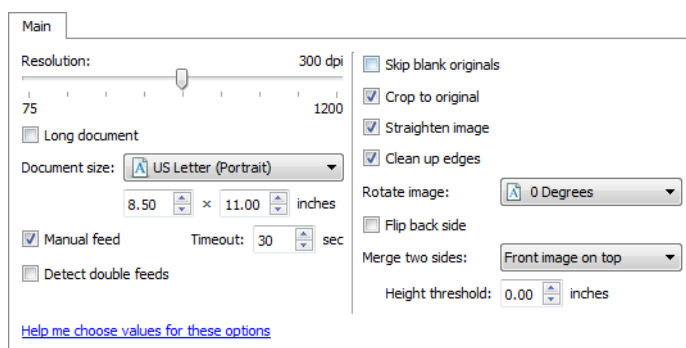 Main
Resolution: 300 dpi
75 1200
Long document
Document size: US Letter (Portrait)
8.50 × 11.00 inches
Manual feed Timeout: 30 sec
Detect double feeds
Help me choose values for these options
Skip blank originals
Crop to original
Straighten image
Clean up edges
Rotate image: 0 Degrees
Flip back side
Merge two sides: Front image on top
Height threshold: 0.00 inches